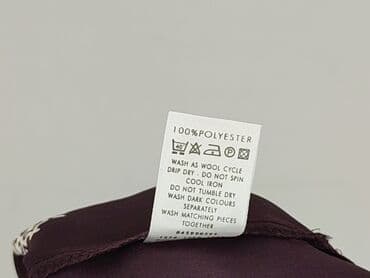 100%POLYESTER
40 P
WASH AS WOOL CYCLE
DRIP DRY - DO NOT SPIN
COOL IRON
DO NOT TUMBLE DRY
WASH DARK COLOURS
SEPARATELY
WASH MATCHING PIECES
TOGETHER